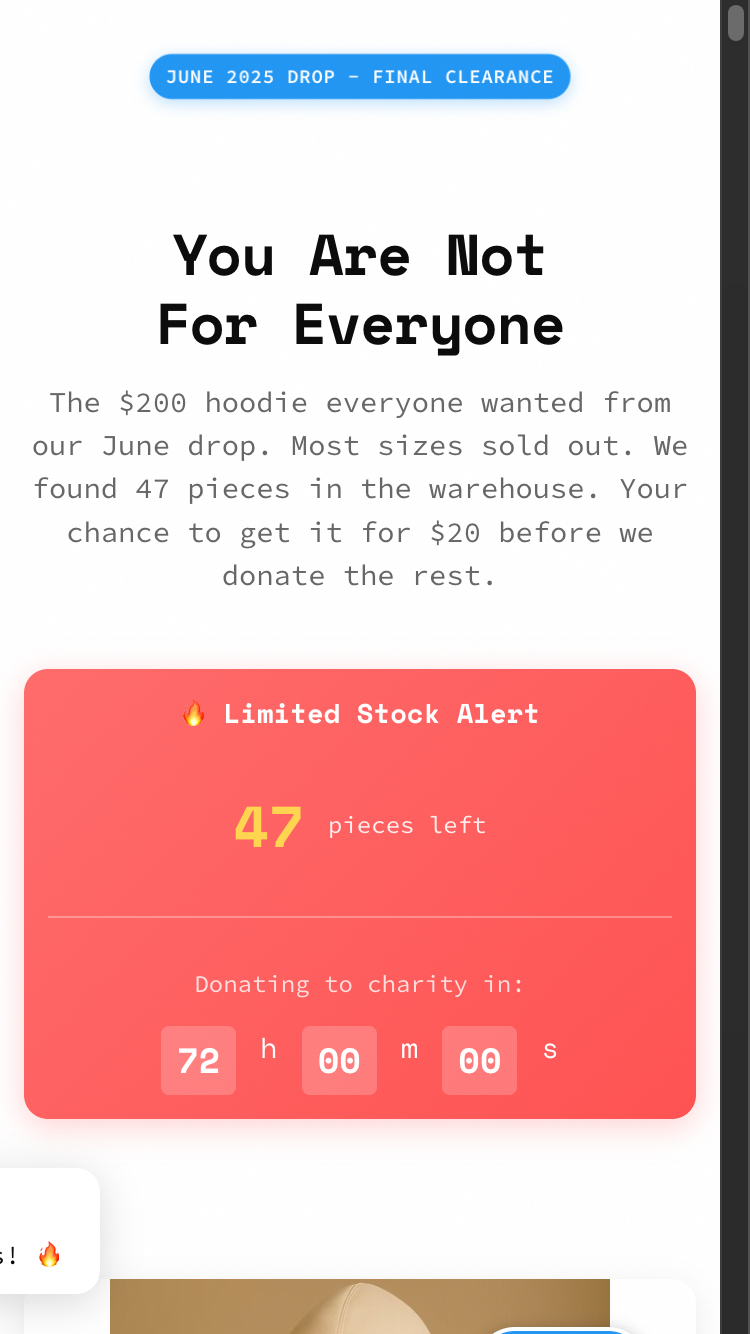 JUNE 2025 DROP – FINAL CLEARANCE
You Are Not
For Everyone
The $200 hoodie everyone wanted from
our June drop. Most sizes sold out. We
found 47 pieces in the warehouse. Your
chance to get it for $20 before we
donate the rest.
🔥 Limited Stock Alert
47 pieces left
Donating to charity in:
72 h 00 m 00 s
s! 🔥